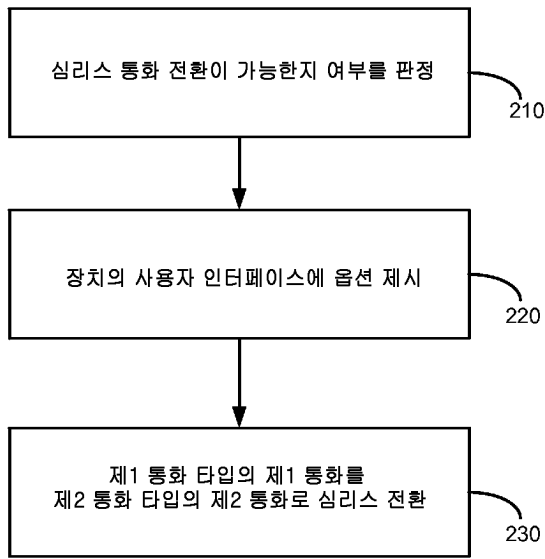 심리스 통화 전환이 가능한지 여부를 판정
210
장치의 사용자 인터페이스에 옵션 제시
220
제1 통화 타입의 제1 통화를
제2 통화 타입의 제2 통화로 심리스 전환
230